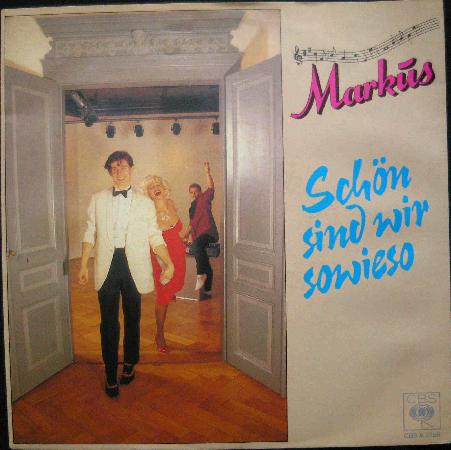 Markus
Schön
sind wir
sowieso
CBS